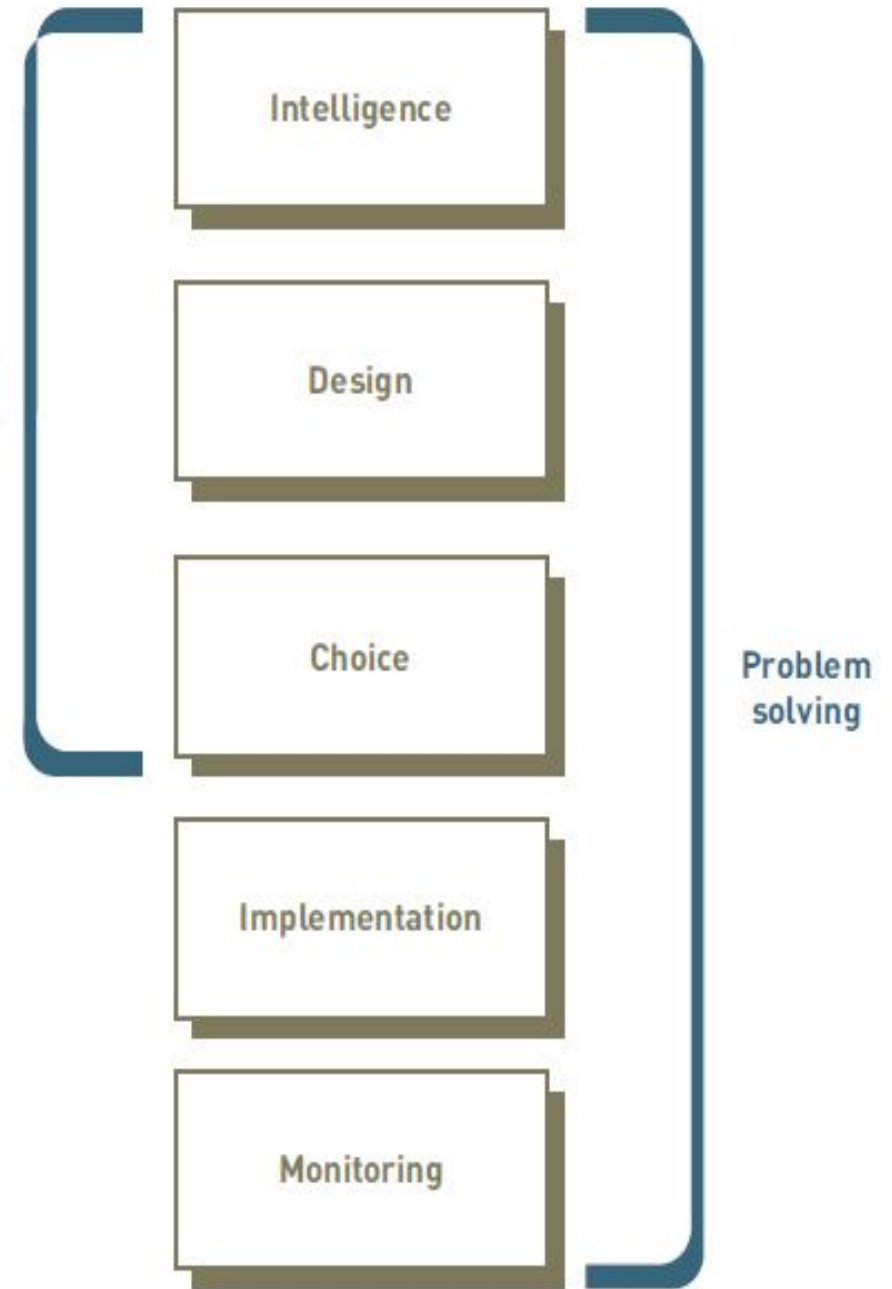 Intelligence
Design
Choice
Problem
solving
Implementation
Monitoring